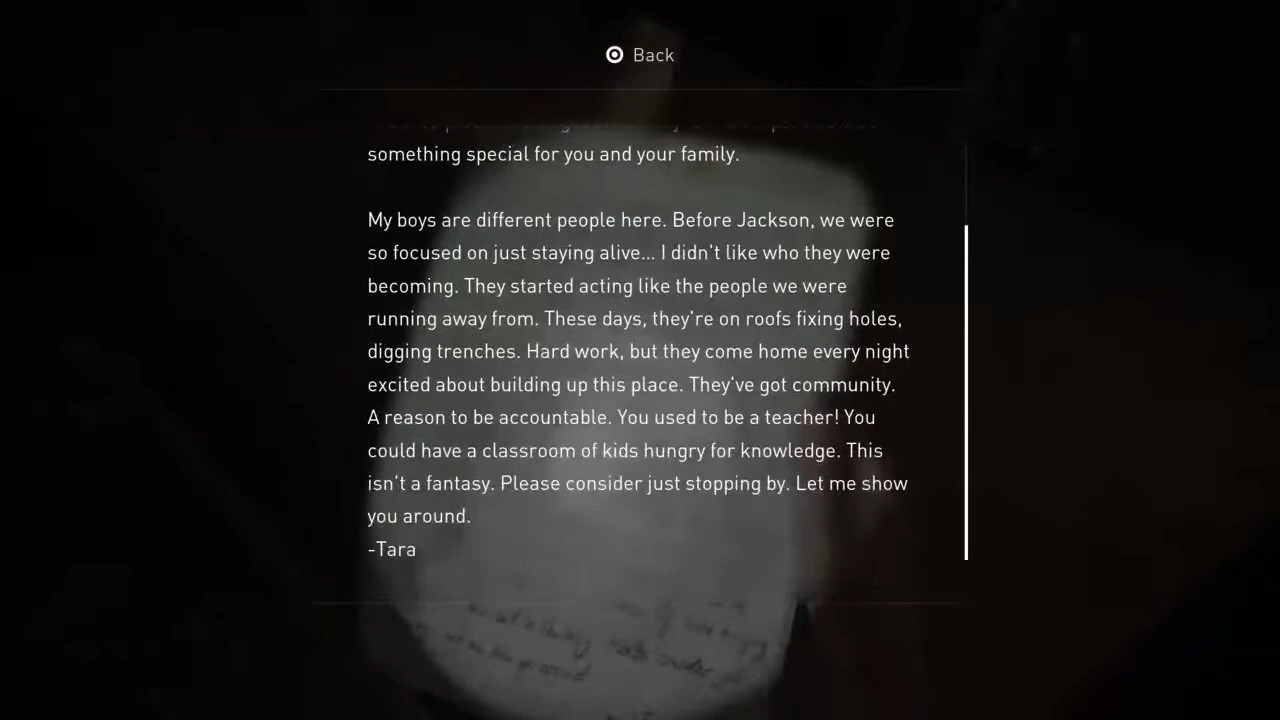 Back
something special for you and your family.
My boys are different people here. Before Jackson, we were
so focused on just staying alive... I didn't like who they were
becoming. They started acting like the people we were
running away from. These days, they're on roofs fixing holes,
digging trenches. Hard work, but they come home every night
excited about building up this place. They've got community.
A reason to be accountable. You used to be a teacher! You
could have a classroom of kids hungry for knowledge. This
isn't a fantasy. Please consider just stopping by. Let me show
you around.
-Tara